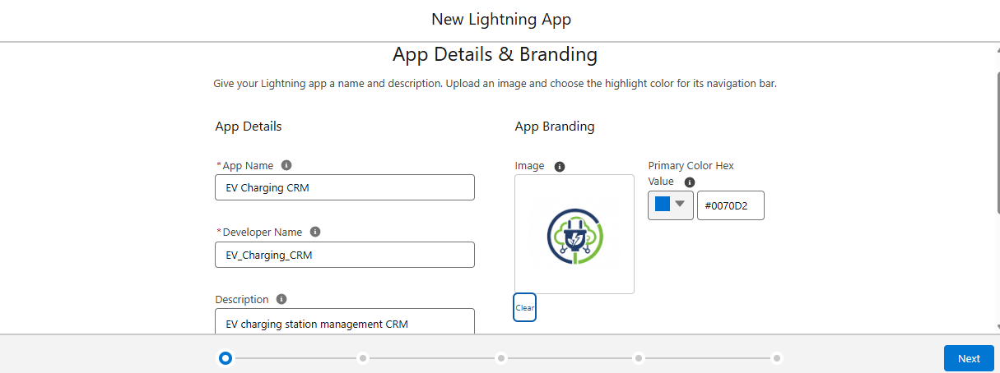 New Lightning App
App Details & Branding
Give your Lightning app a name and description. Upload an image and choose the highlight color for its navigation bar.
App Details
App Branding
*App Name
EV Charging CRM
*Developer Name
EV_Charging_CRM
Description
EV charging station management CRM
Image
Clear
Primary Color Hex
Value
#0070D2
Next